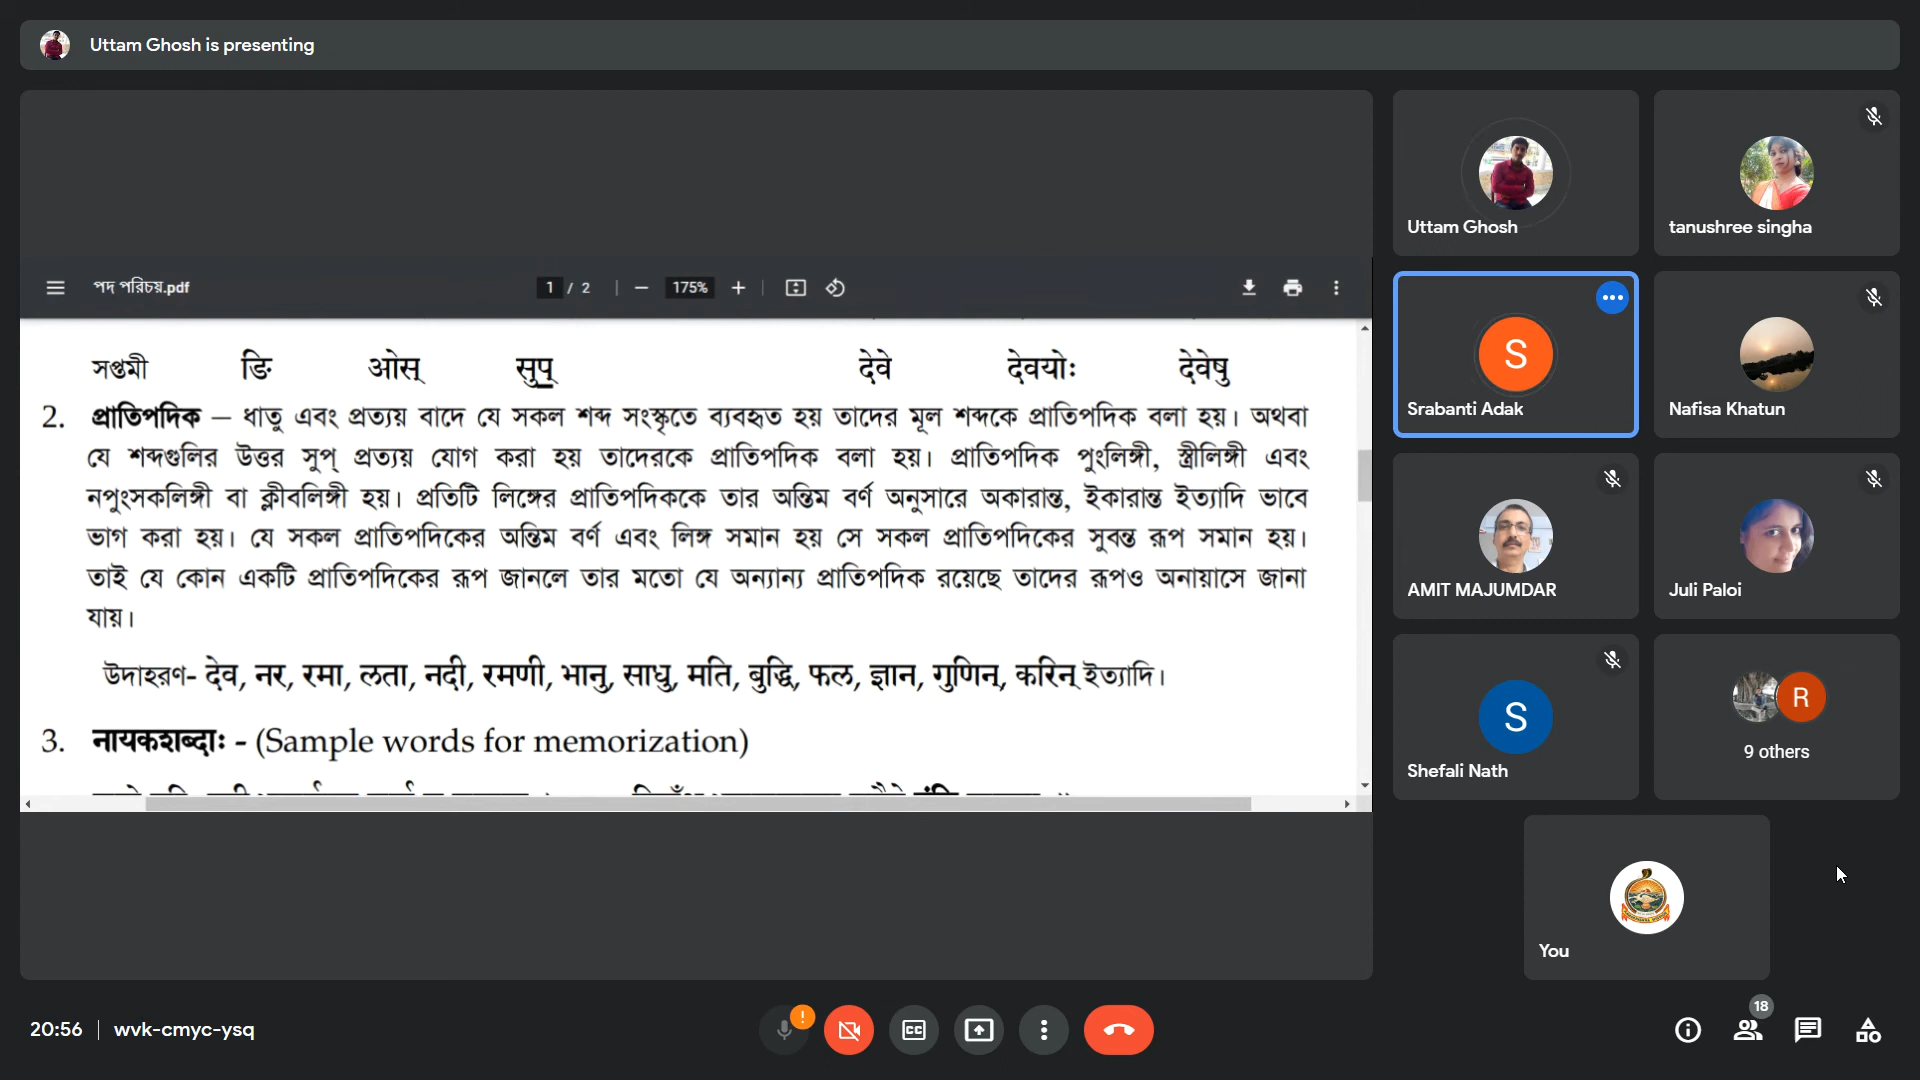 Uttam Ghosh is presenting
পদ পরিচয়.pdf
1 / 2
175%
সপ্তমী ङि ओस् सुप् देवे देवयोः देवेषु
2. প্রাতিপদিক – ধাতু এবং প্রত্যয় বাদে যে সকল শব্দ সংস্কৃতে ব্যবহৃত হয় তাদের মূল শব্দকে প্রাতিপদিক বলা হয়। অথবা
যে শব্দগুলির উত্তর সুপ্ প্রত্যয় যোগ করা হয় তাদেরকে প্রাতিপদিক বলা হয়। প্রাতিপদিক পুংলিঙ্গী, স্ত্রীলিঙ্গী এবং
নপুংসকলিঙ্গী বা ক্লীবলিঙ্গী হয়। প্রতিটি লিঙ্গের প্রাতিপদিককে তার অন্তিম বর্ণ অনুসারে অকারান্ত, ইকারান্ত ইত্যাদি ভাবে
ভাগ করা হয়। যে সকল প্রাতিপদিকের অন্তিম বর্ণ এবং লিঙ্গ সমান হয় সে সকল প্রাতিপদিকের সুবন্ত রূপ সমান হয়।
তাই যে কোন একটি প্রাতিপদিকের রূপ জানলে তার মতো যে অন্যান্য প্রাতিপদিক রয়েছে তাদের রূপও অনায়াসে জানা
যায়।
উদাহরণ- देव, नर, रमा, लता, नदी, रमणी, भानु, साधु, मति, बुद्धि, फल, ज्ञान, गुणिन्, करिन् ইত্যাদি।
3. नायकशब्दाः - (Sample words for memorization)
Uttam Ghosh
tanushree singha
S
Srabanti Adak
Nafisa Khatun
AMIT MAJUMDAR
Juli Paloi
S
Shefali Nath
R
9 others
You
20:56 | wvk-cmyc-ysq
CC
18